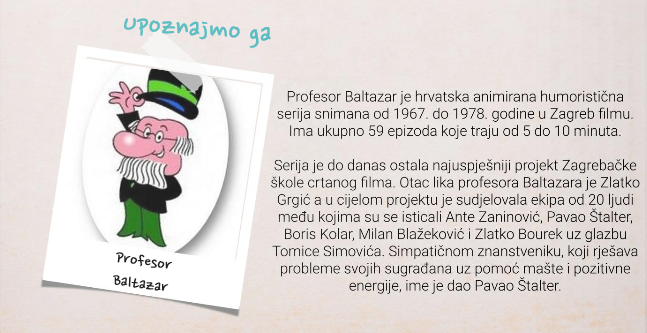 upoznajmo ga
Profesor
Baltazar
Profesor Baltazar je hrvatska animirana humoristična
serija snimana od 1967. do 1978. godine u Zagreb filmu.
Ima ukupno 59 epizoda koje traju od 5 do 10 minuta.
Serija je do danas ostala najuspješniji projekt Zagrebačke
škole crtanog filma. Otac lika profesora Baltazara je Zlatko
Grgić a u cijelom projektu je sudjelovala ekipa od 20 ljudi
među kojima su se isticali Ante Zaninović, Pavao Štalter,
Boris Kolar, Milan Blažeković i Zlatko Bourek uz glazbu
Tomice Simovića. Simpatičnom znanstveniku, koji rješava
probleme svojih sugrađana uz pomoć mašte i pozitivne
energije, ime je dao Pavao Štalter.